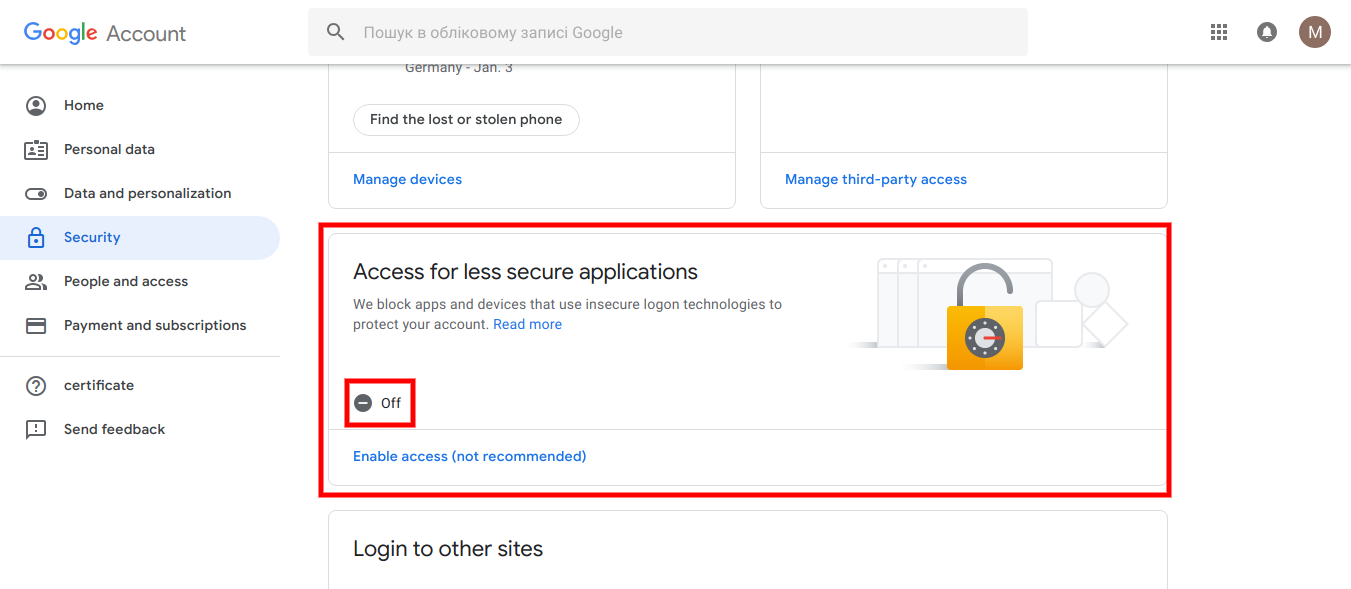 Google Account
Пошук в обліковому записі Google
M
Home
Personal data
Data and personalization
Security
People and access
Payment and subscriptions
certificate
Send feedback
Germany - Jan. 3
Find the lost or stolen phone
Manage devices
Manage third-party access
Access for less secure applications
We block apps and devices that use insecure logon technologies to
protect your account. Read more
Off
Enable access (not recommended)
Login to other sites